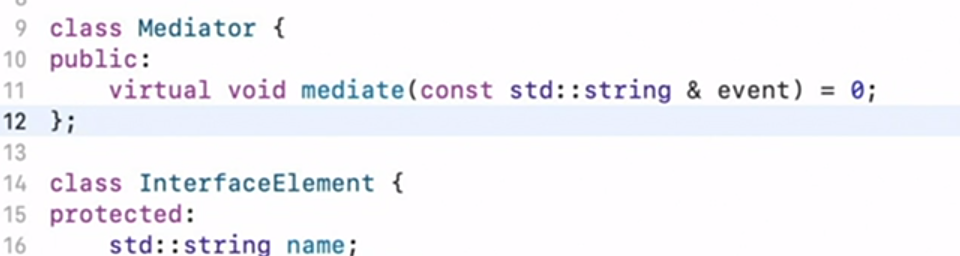 9 class Mediator {
10 public:
11     virtual void mediate(const std::string & event) = 0;
12 };
13
14 class InterfaceElement {
15 protected:
16     std::string name;